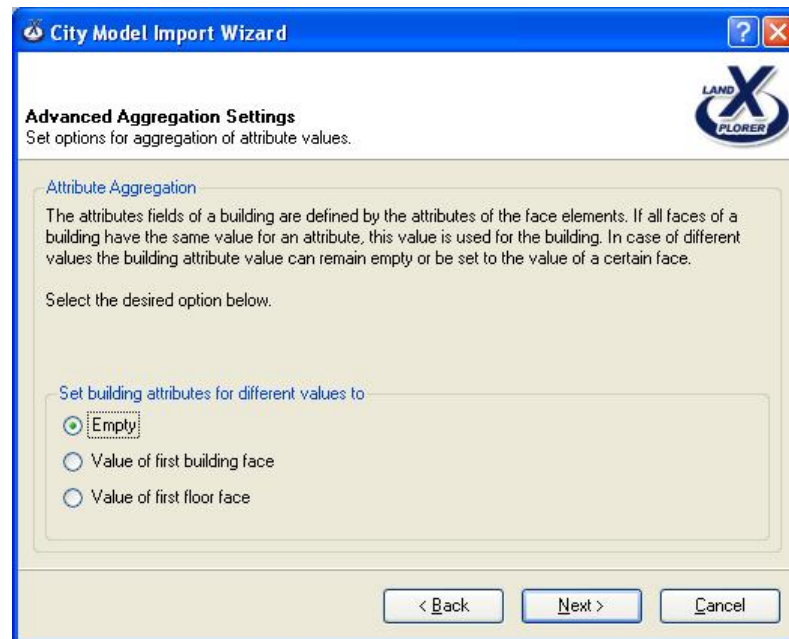 City Model Import Wizard
LAND
X
PLORER
Advanced Aggregation Settings
Set options for aggregation of attribute values.
Attribute Aggregation
The attributes fields of a building are defined by the attributes of the face elements. If all faces of a
building have the same value for an attribute, this value is used for the building. In case of different
values the building attribute value can remain empty or be set to the value of a certain face.
Select the desired option below.
Set building attributes for different values to
Empty
Value of first building face
Value of first floor face
< Back
Next >
Cancel